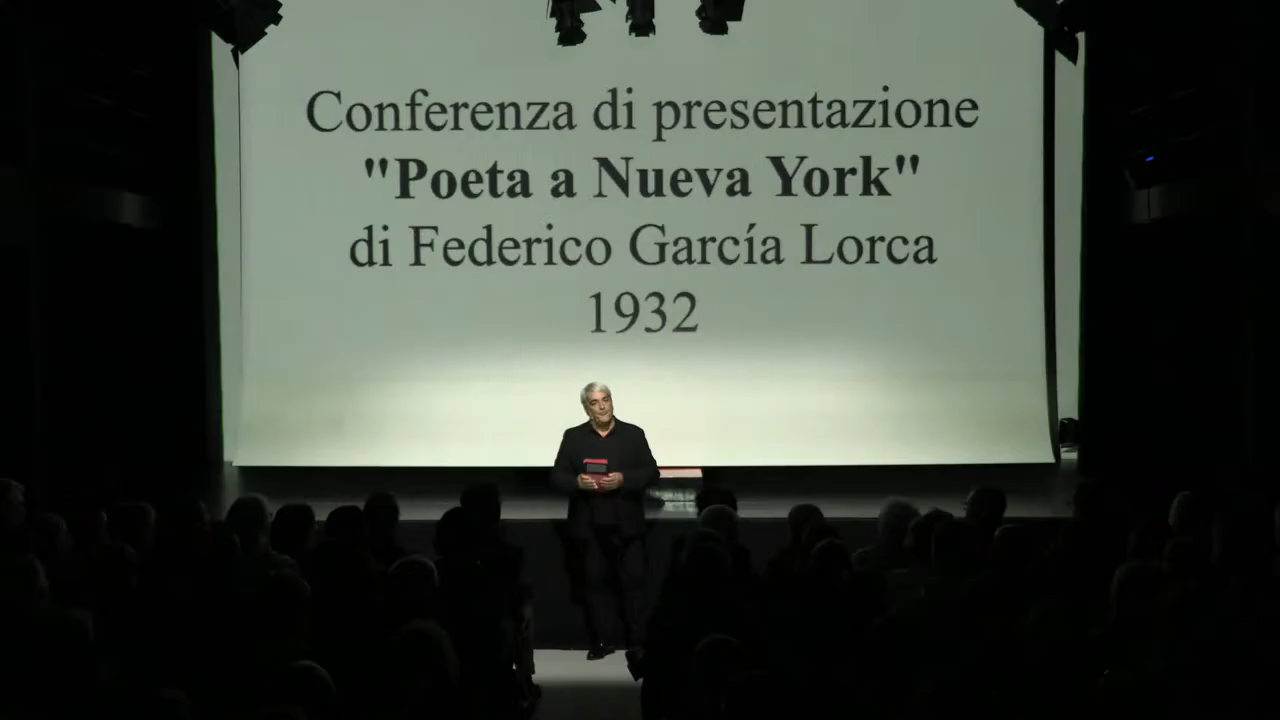 Conferenza di presentazione
"Poeta a Nueva York"
di Federico García Lorca
1932